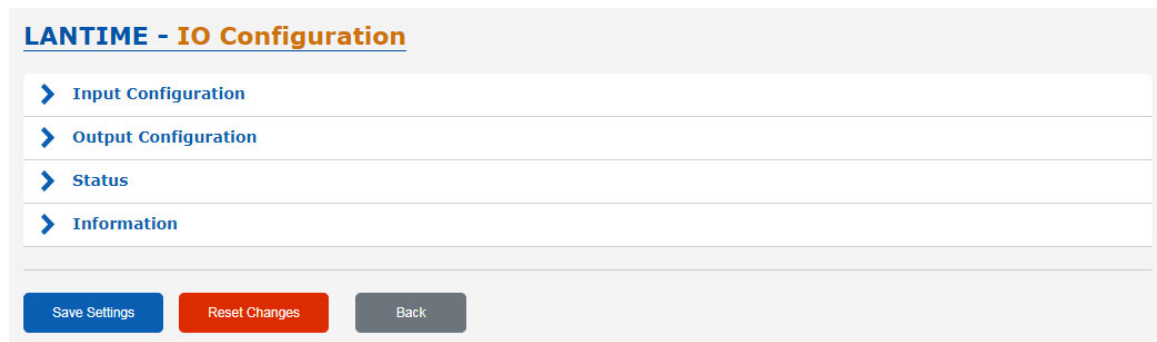 LANTIME - IO Configuration
Input Configuration
Output Configuration
Status
Information
Save Settings Reset Changes Back